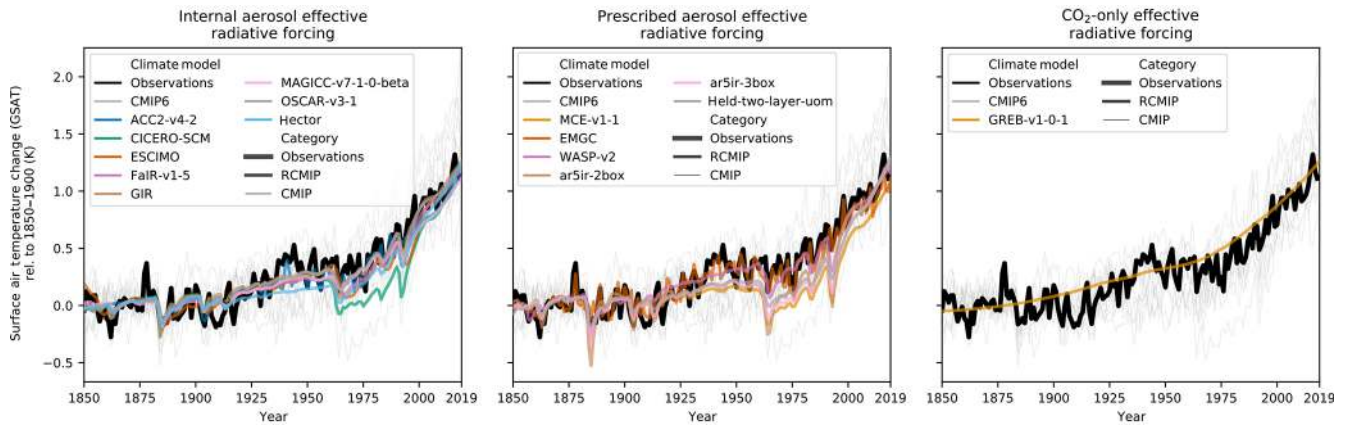 Internal aerosol effective
radiative forcing
Surface air temperature change (GSAT)
rel. to 1850−1900 (K)
2.0
1.5
1.0
0.5
0.0
−0.5
Climate model
Observations
CMIP6
ACC2-v4-2
CICERO-SCM
ESCIMO
FaIR-v1-5
GIR
MAGICC-v7-1-0-beta
OSCAR-v3-1
Hector
Category
Observations
RCMIP
CMIP
1850 1875 1900 1925 1950 1975 2000 2019
Year
Prescribed aerosol effective
radiative forcing
Climate model
Observations
CMIP6
MCE-v1-1
EMGC
WASP-v2
ar5ir-2box
ar5ir-3box
Held-two-layer-uom
Category
Observations
RCMIP
CMIP
1850 1875 1900 1925 1950 1975 2000 2019
Year
CO₂-only effective
radiative forcing
Climate model
Observations
CMIP6
GREB-v1-0-1
Category
Observations
RCMIP
CMIP
1850 1875 1900 1925 1950 1975 2000 2019
Year